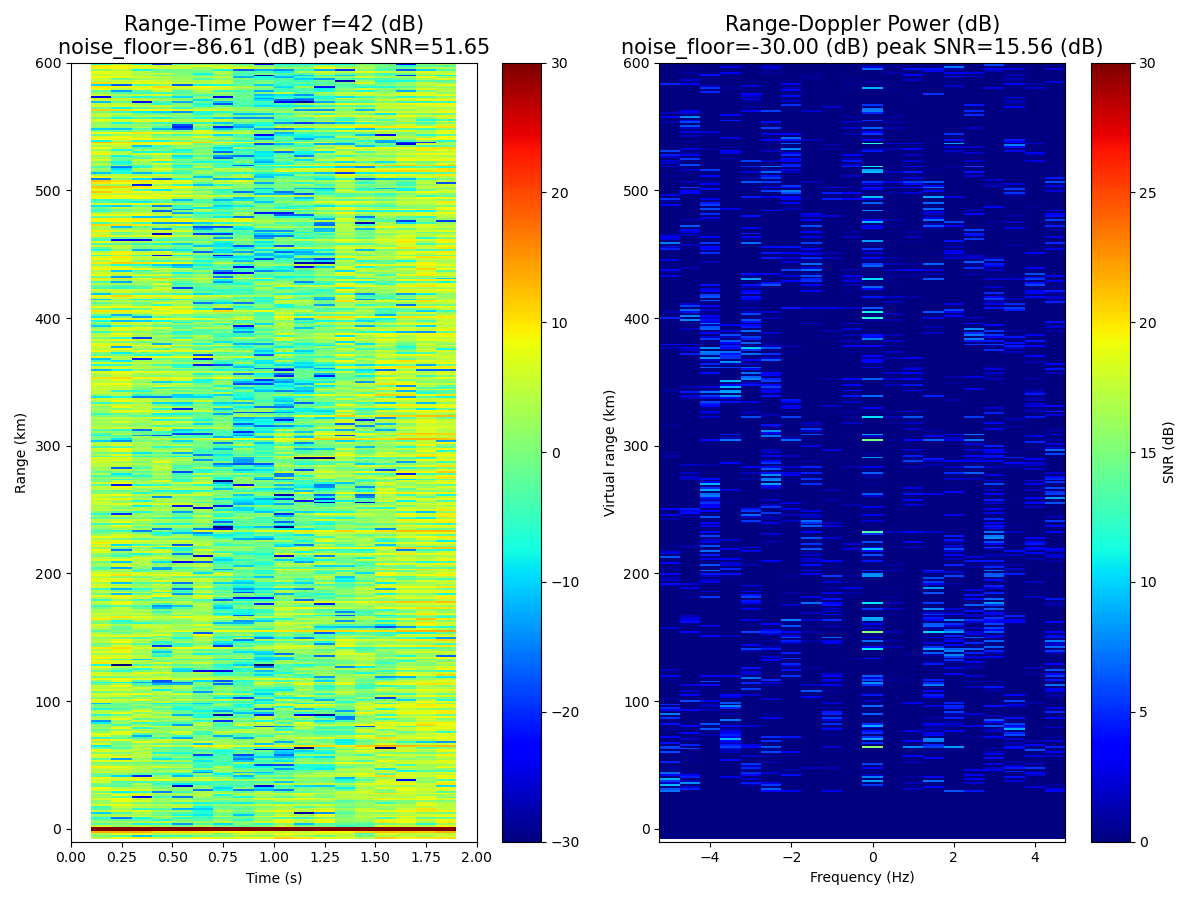 Range-Time Power f=42 (dB)
noise_floor=-86.61 (dB) peak SNR=51.65
Range-Doppler Power (dB)
noise_floor=-30.00 (dB) peak SNR=15.56 (dB)
600
500
400
300
200
100
0
Range (km)
0.00 0.25 0.50 0.75 1.00 1.25 1.50 1.75 2.00
Time (s)
30
20
10
0
−10
−20
−30
600
500
400
300
200
100
0
Virtual range (km)
−4 −2 0 2 4
Frequency (Hz)
30
25
20
15
10
5
0
SNR (dB)